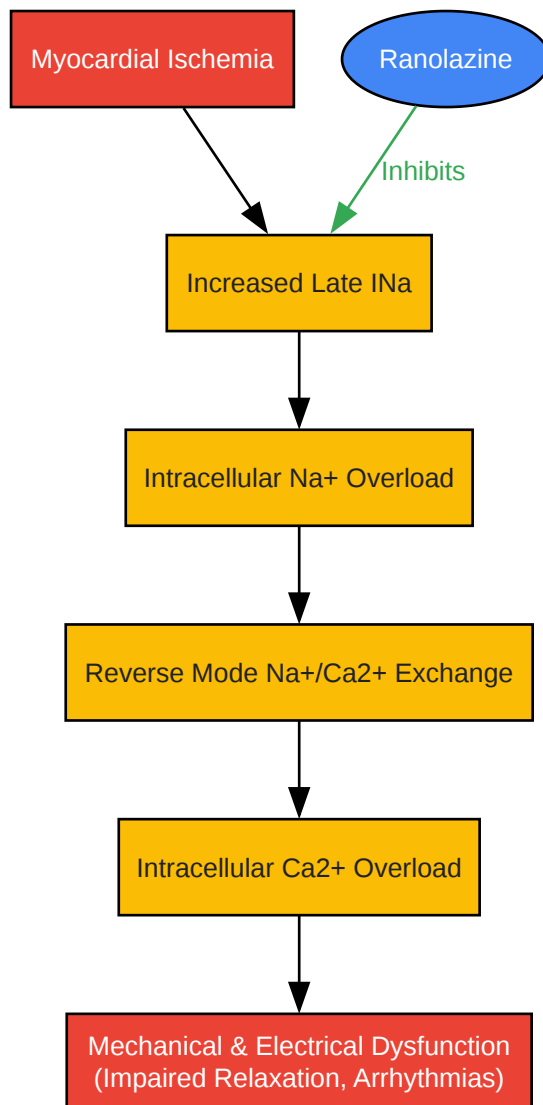 Myocardial Ischemia
Ranolazine
Inhibits
Increased Late INa
Intracellular Na+ Overload
Reverse Mode Na+/Ca2+ Exchange
Intracellular Ca2+ Overload
Mechanical & Electrical Dysfunction
(Impaired Relaxation, Arrhythmias)